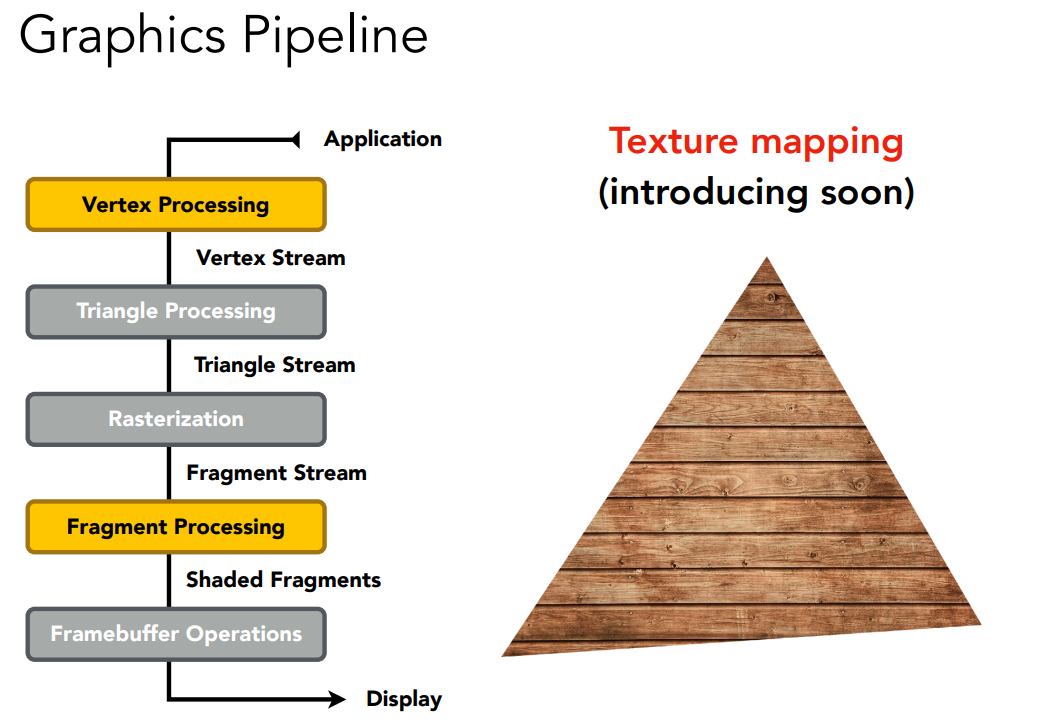 Graphics Pipeline
Application
Vertex Processing
Vertex Stream
Triangle Processing
Triangle Stream
Rasterization
Fragment Stream
Fragment Processing
Shaded Fragments
Framebuffer Operations
Display
Texture mapping
(introducing soon)